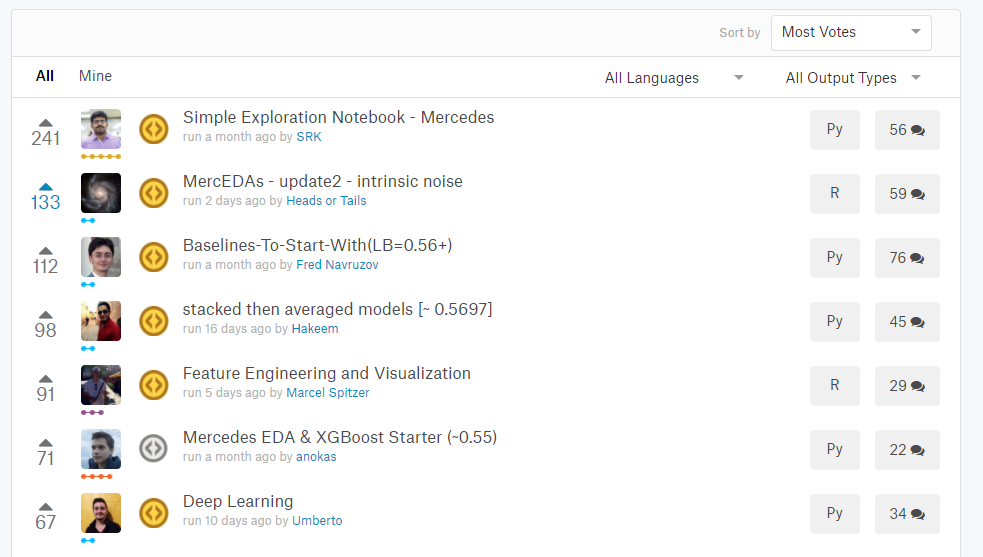 Sort by Most Votes
All Mine All Languages All Output Types
241 Simple Exploration Notebook - Mercedes Py 56
run a month ago by SRK
133 MercEDAs - update2 - intrinsic noise R 59
run 2 days ago by Heads or Tails
112 Baselines-To-Start-With(LB=0.56+) Py 76
run a month ago by Fred Navruzov
98 stacked then averaged models [~ 0.5697] Py 45
run 16 days ago by Hakeem
91 Feature Engineering and Visualization R 29
run 5 days ago by Marcel Spitzer
71 Mercedes EDA & XGBoost Starter (~0.55) Py 22
run a month ago by anokas
67 Deep Learning Py 34
run 10 days ago by Umberto